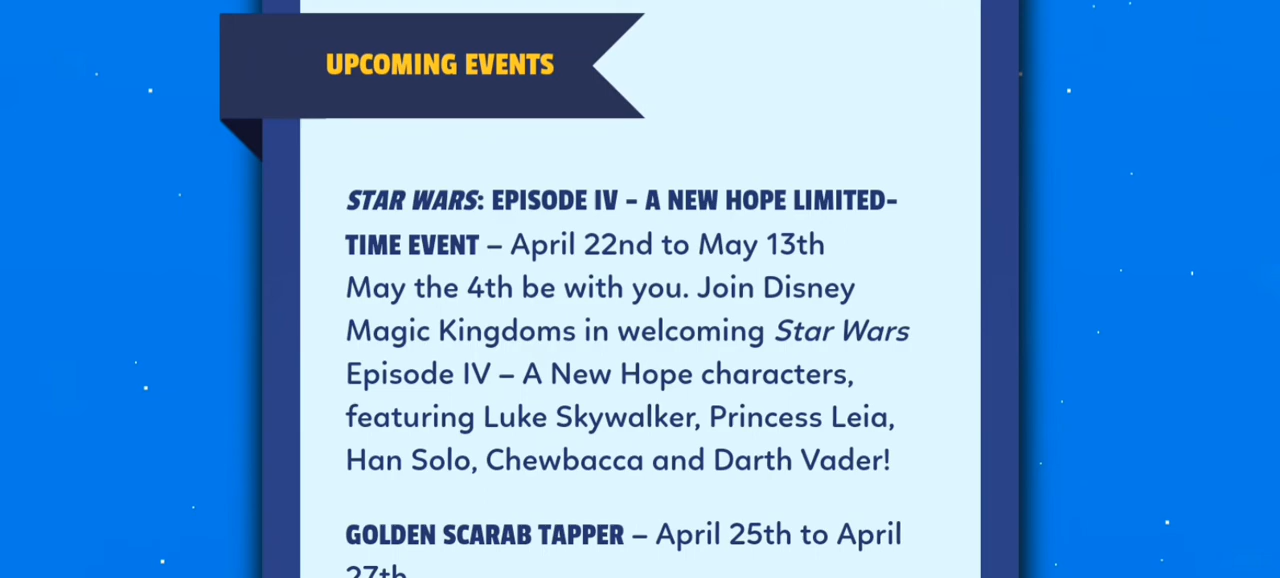 UPCOMING EVENTS
STAR WARS: EPISODE IV – A NEW HOPE LIMITED-
TIME EVENT – April 22nd to May 13th
May the 4th be with you. Join Disney
Magic Kingdoms in welcoming Star Wars
Episode IV – A New Hope characters,
featuring Luke Skywalker, Princess Leia,
Han Solo, Chewbacca and Darth Vader!
GOLDEN SCARAB TAPPER – April 25th to April
27th